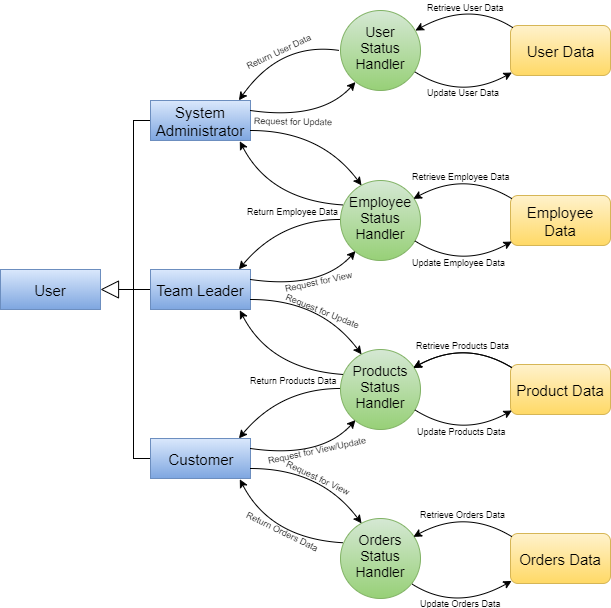 Retrieve User Data
User
Status
Handler
User Data
Return User Data
Update User Data
System
Administrator
Request for Update
Retrieve Employee Data
Employee
Status
Handler
Employee
Data
Return Employee Data
Update Employee Data
User
Team Leader
Request for View
Request for Update
Retrieve Products Data
Products
Status
Handler
Product Data
Return Products Data
Update Products Data
Customer
Request for View/Update
Request for View
Retrieve Orders Data
Return Orders Data
Orders
Status
Handler
Orders Data
Update Orders Data